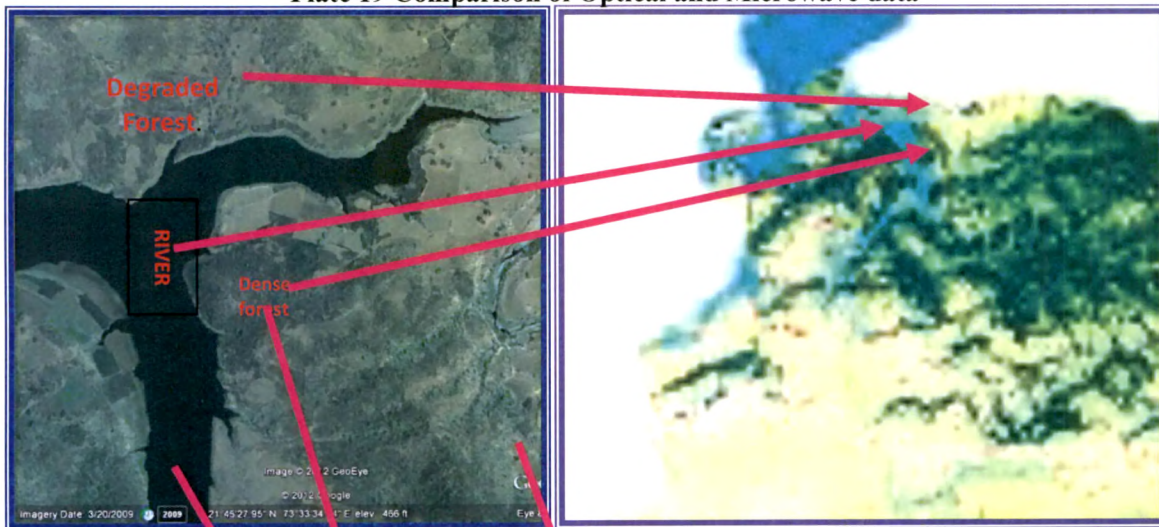 Plate 19 Comparison of Optical and Microwave data
Degraded
Forest.
RIVER
Dense
forest
Image © 2012 GeoEye
© 2012 Google
Imagery Date 3/20/2009 2009 21°45'27.95" N 73°33'34. " E elev 466 ft Eye